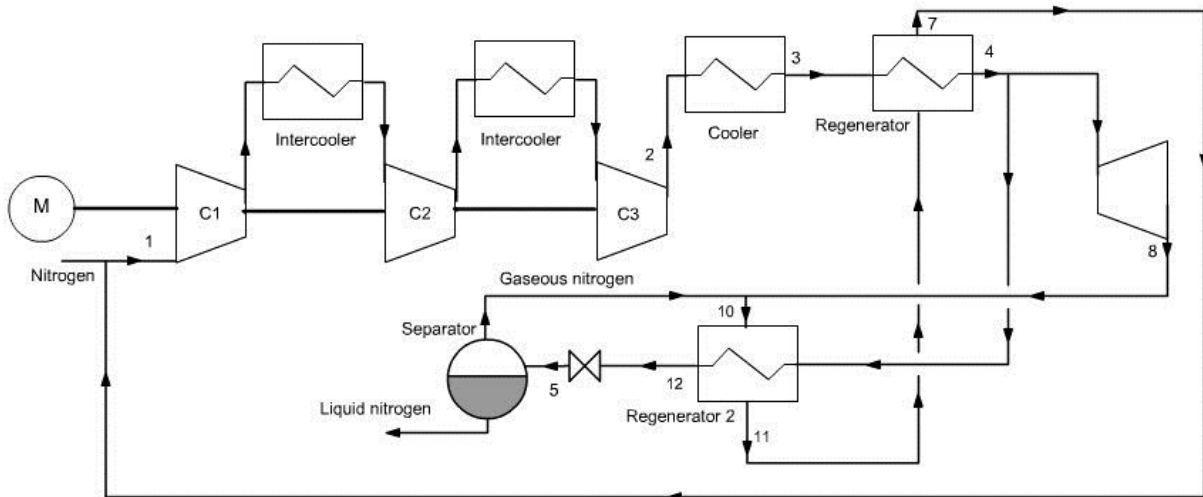 7
3
4
Intercooler
Intercooler
Cooler
Regenerator
2
M
C1
C2
C3
1
8
Nitrogen
Gaseous nitrogen
10
Separator
5
12
Liquid nitrogen
Regenerator 2
11